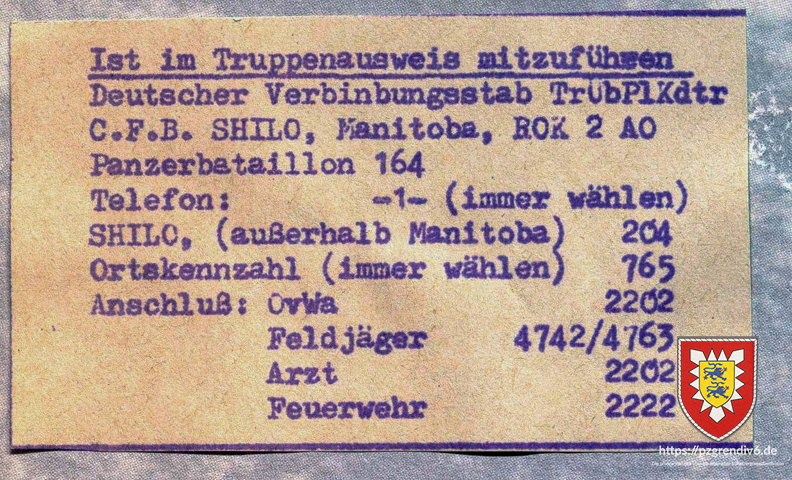 Ist im Truppenausweis mitzuführen
Deutscher Verbinbungsstab TrÜbPlKdtr
C.F.B. SHILO, Manitoba, ROK 2 AO
Panzerbataillon 164
Telefon: -1- (immer wählen)
SHILO, (außerhalb Manitoba) 204
Ortskennzahl (immer wählen) 765
Anschluß: OvWa 2202
Feldjäger 4742/4763
Arzt 2202
Feuerwehr 2222
https://pzgrendiv6.de